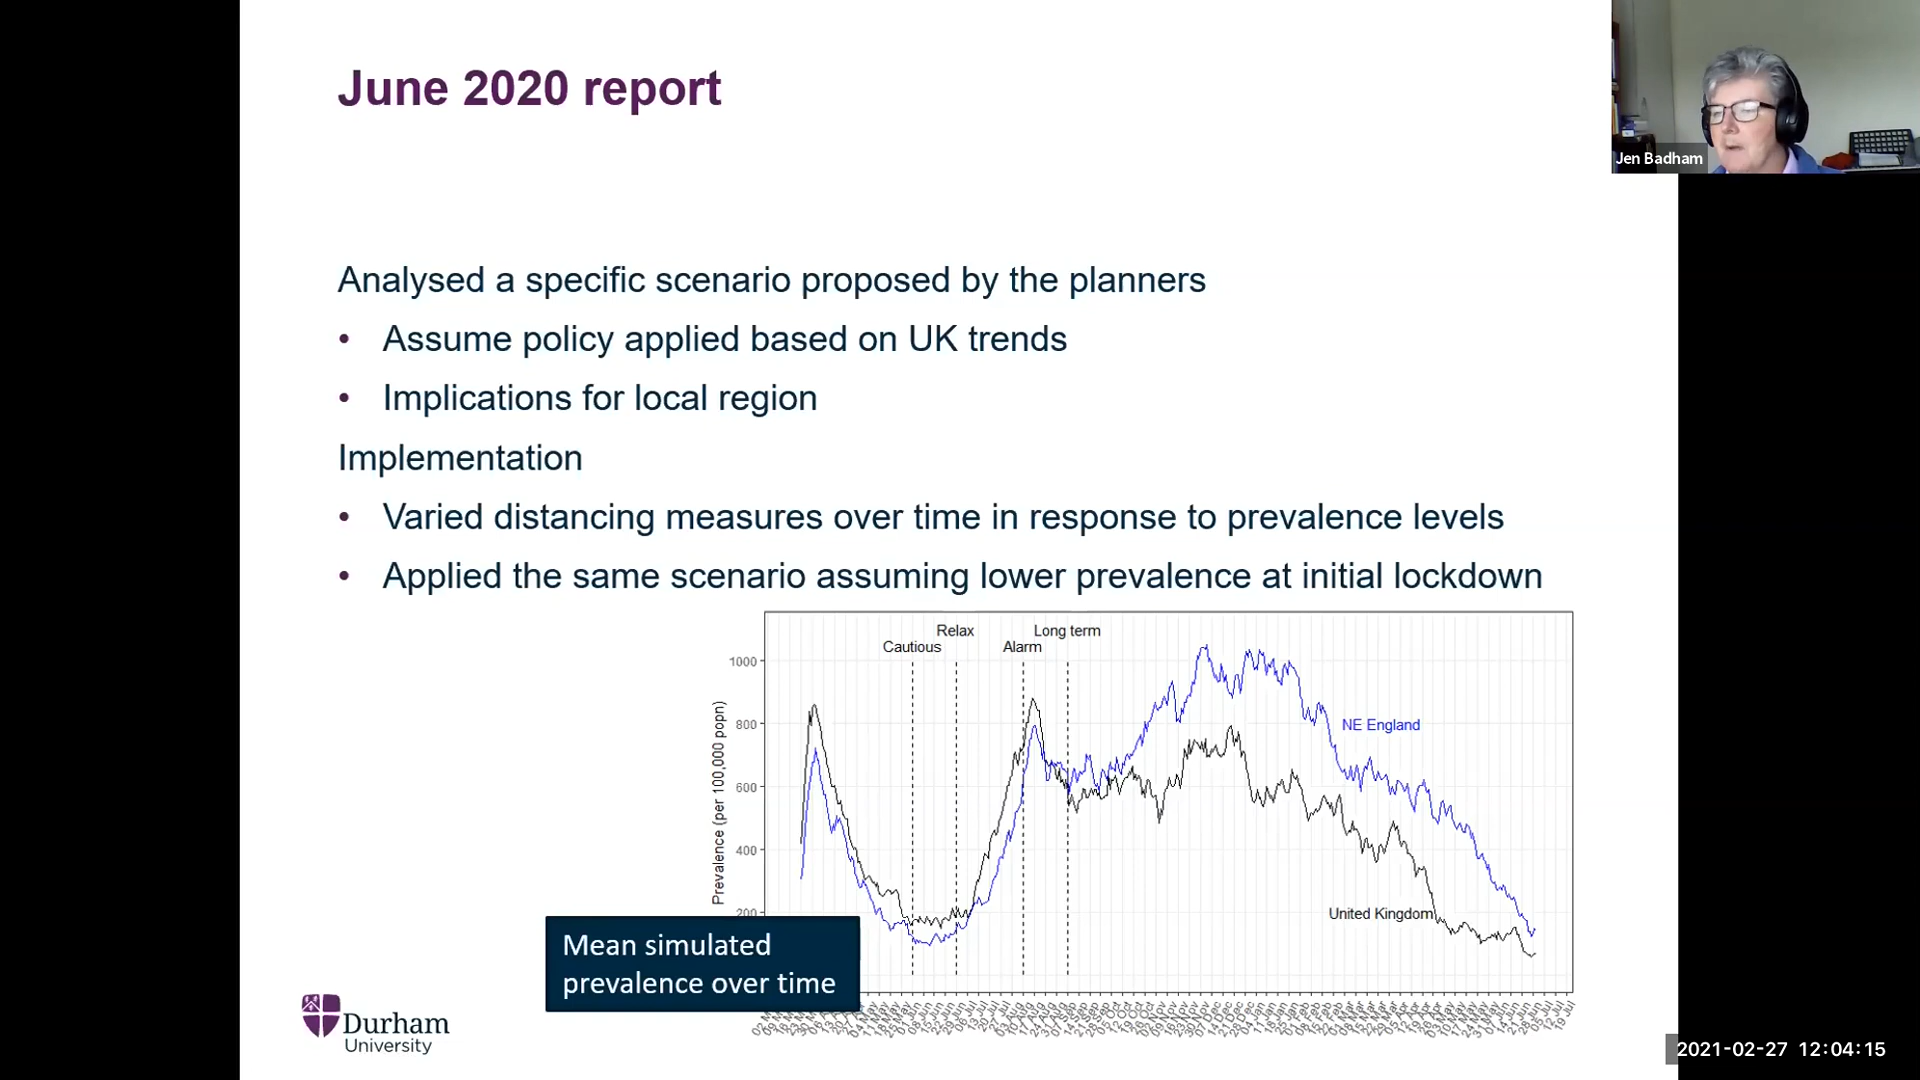 June 2020 report
Jen Badham
Analysed a specific scenario proposed by the planners
• Assume policy applied based on UK trends
• Implications for local region
Implementation
• Varied distancing measures over time in response to prevalence levels
• Applied the same scenario assuming lower prevalence at initial lockdown
Relax
Long term
Cautious
Alarm
1000
800
600
400
200
Prevalence (per 100,000 popn)
NE England
United Kingdom
Mean simulated
prevalence over time
Durham
University
2021-02-27 12:04:15